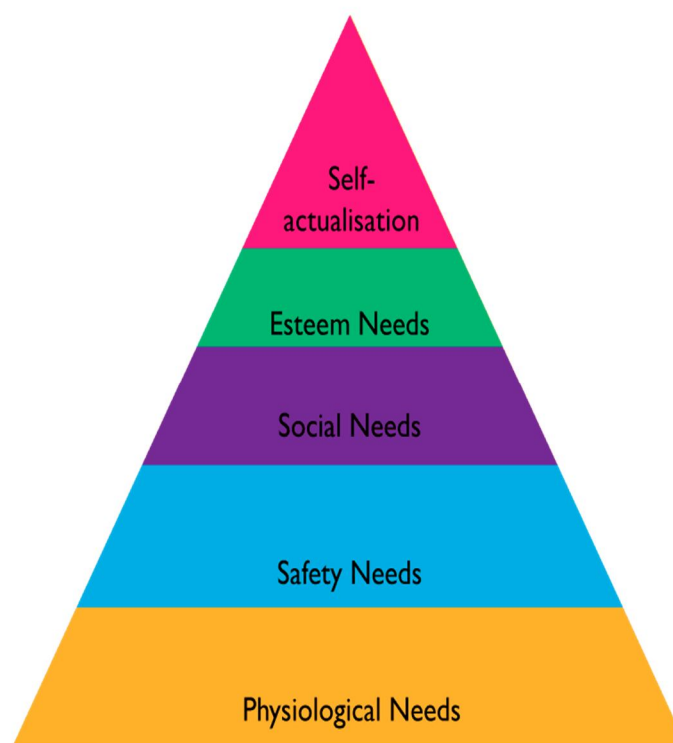 Self-
actualisation
Esteem Needs
Social Needs
Safety Needs
Physiological Needs